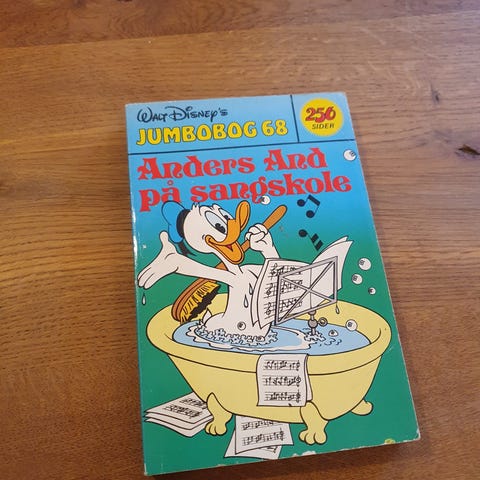 Walt Disney's
JUMBOBOG 68
256
SIDER
Anders And
på sangskole